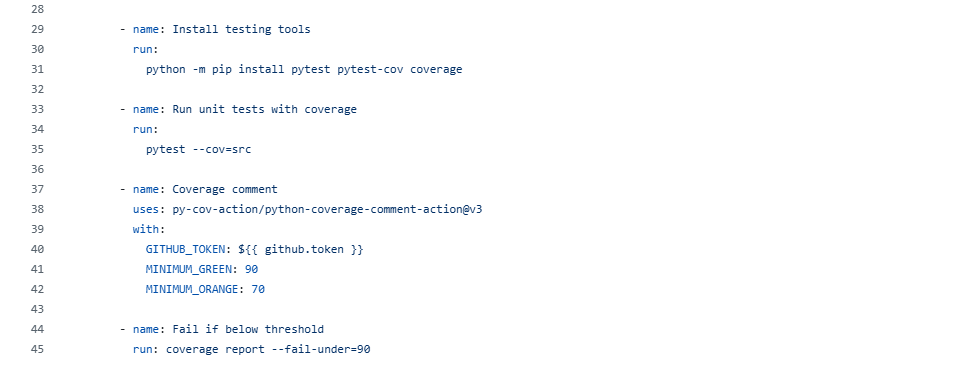 28
29 - name: Install testing tools
30 run:
31 python -m pip install pytest pytest-cov coverage
32
33 - name: Run unit tests with coverage
34 run:
35 pytest --cov=src
36
37 - name: Coverage comment
38 uses: py-cov-action/python-coverage-comment-action@v3
39 with:
40 GITHUB_TOKEN: ${{ github.token }}
41 MINIMUM_GREEN: 90
42 MINIMUM_ORANGE: 70
43
44 - name: Fail if below threshold
45 run: coverage report --fail-under=90